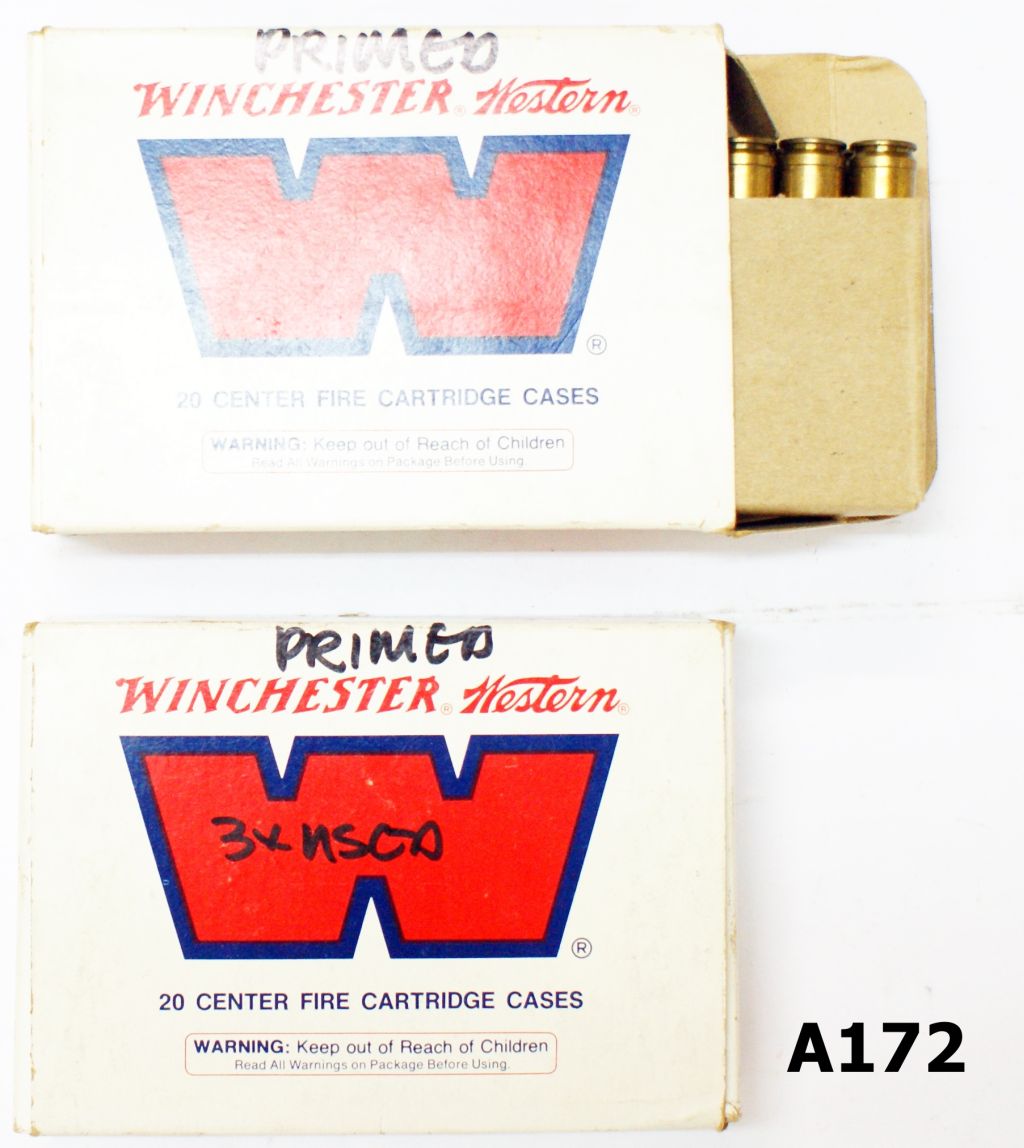 PRIMED
WINCHESTER® Western®
®
20 CENTER FIRE CARTRIDGE CASES
WARNING: Keep out of Reach of Children
Read All Warnings on Package Before Using.
PRIMED
WINCHESTER® Western®
3x USED
®
20 CENTER FIRE CARTRIDGE CASES
WARNING: Keep out of Reach of Children
Read All Warnings on Package Before Using.
A172